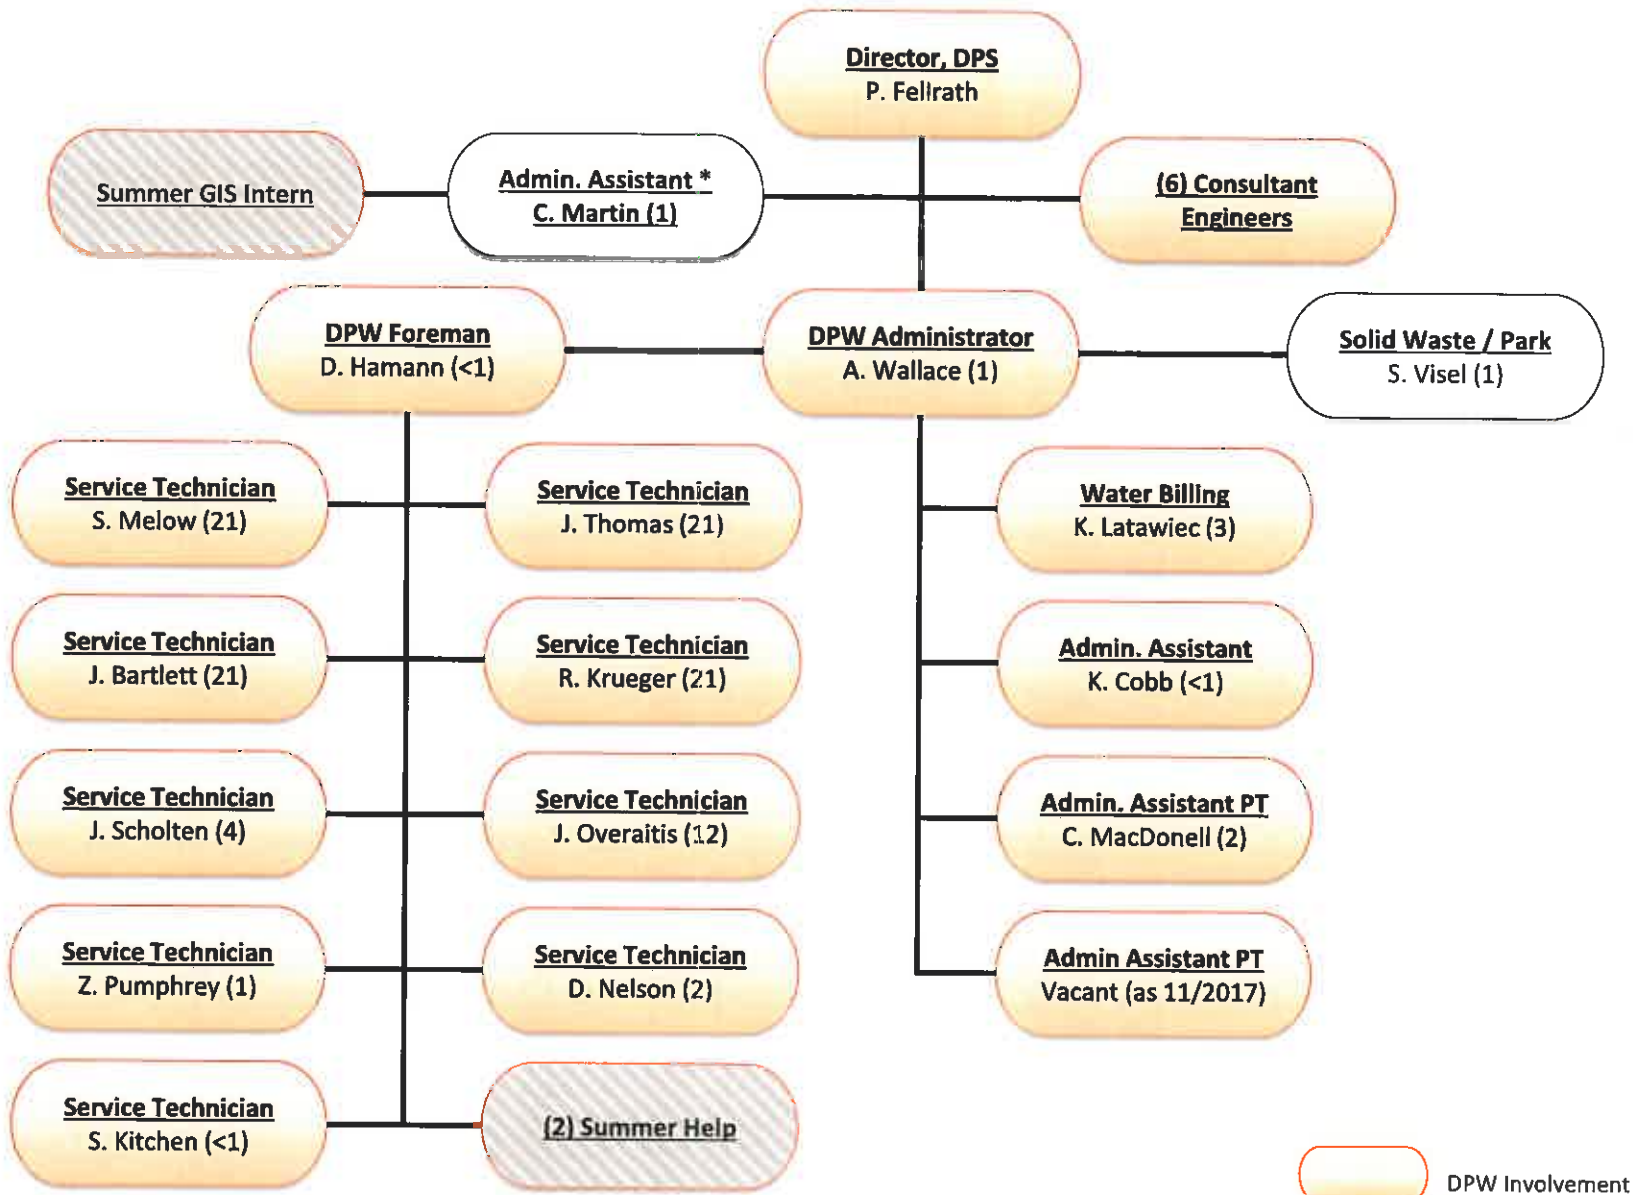 Director, DPS
P. Fellrath
Summer GIS Intern
Admin. Assistant *
C. Martin (1)
(6) Consultant
Engineers
DPW Foreman
D. Hamann (<1)
DPW Administrator
A. Wallace (1)
Solid Waste / Park
S. Visel (1)
Service Technician
S. Melow (21)
Service Technician
J. Thomas (21)
Water Billing
K. Latawiec (3)
Service Technician
J. Bartlett (21)
Service Technician
R. Krueger (21)
Admin. Assistant
K. Cobb (<1)
Service Technician
J. Scholten (4)
Service Technician
J. Overaitis (12)
Admin. Assistant PT
C. MacDonell (2)
Service Technician
Z. Pumphrey (1)
Service Technician
D. Nelson (2)
Admin Assistant PT
Vacant (as 11/2017)
Service Technician
S. Kitchen (<1)
(2) Summer Help
DPW Involvement